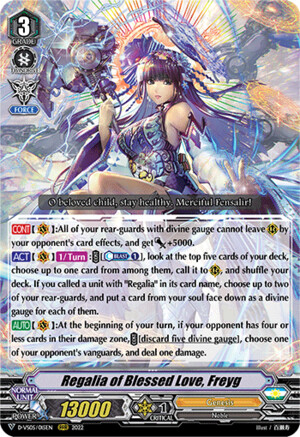 3
GRADE
FORCE
O beloved child, stay healthy. Merciful Fensalir!
CONT [ ]:All of your rear-guards with divine gauge cannot leave by
your opponent's card effects, and get +5000.
ACT [ ] 1/Turn [ BLAST 1], look at the top five cards of your deck,
choose up to one card from among them, call it to , and shuffle your
deck. If you called a unit with "Regalia" in its card name, choose up to two
of your rear-guards, and put a card from your soul face down as a divine
gauge for each of them.
AUTO [ ]:At the beginning of your turn, if your opponent has four or
less cards in their damage zone, [discard five divine gauge], choose one
of your opponent's vanguards, and deal one damage.
NORMAL UNIT
Regalia of Blessed Love, Freyg
D-VS05/015EN RRR 2022
POWER
13000
1
CRITICAL
Genesis
Noble